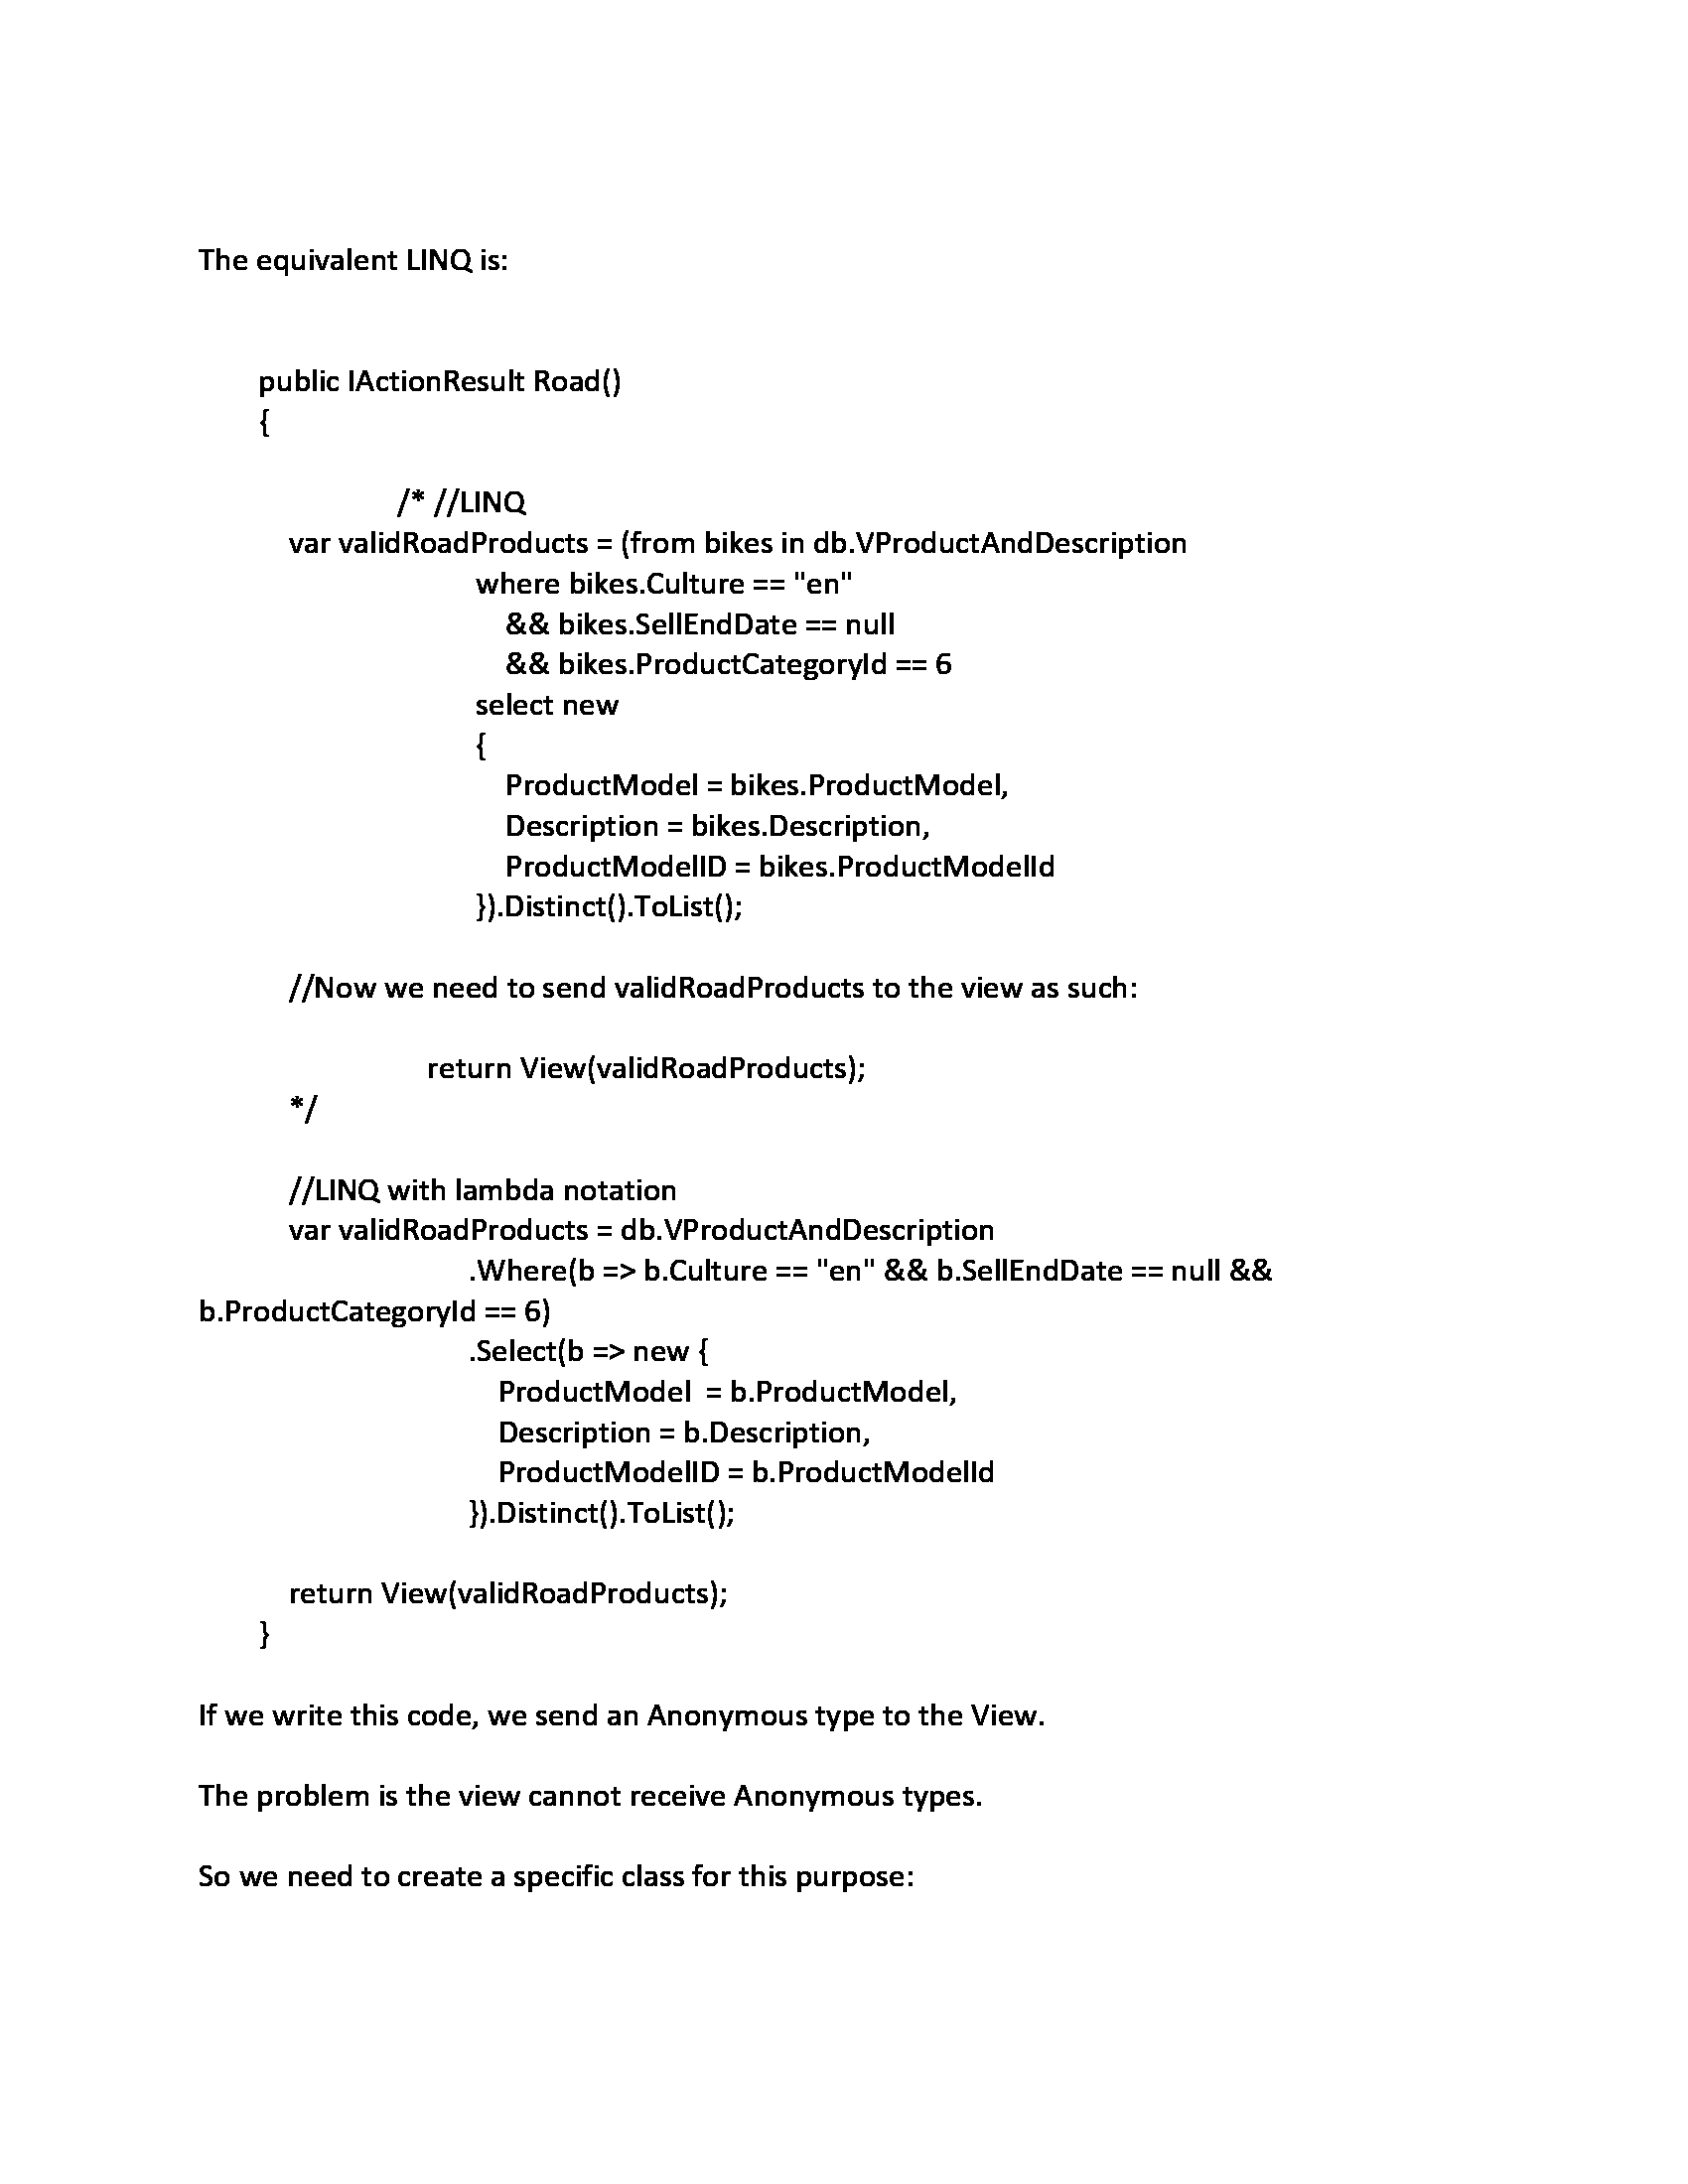 The equivalent LINQ is:
public IActionResult Road()
{
/* //LINQ
var validRoadProducts = (from bikes in db.VProductAndDescription
where bikes.Culture == "en"
&& bikes.SellEndDate == null
&& bikes.ProductCategoryId == 6
select new
{
ProductModel = bikes.ProductModel,
Description = bikes.Description,
ProductModelID = bikes.ProductModelId
}).Distinct().ToList();
//Now we need to send validRoadProducts to the view as such:
return View(validRoadProducts);
*/
//LINQ with lambda notation
var validRoadProducts = db.VProductAndDescription
.Where(b => b.Culture == "en" && b.SellEndDate == null &&
b.ProductCategoryId == 6)
.Select(b => new {
ProductModel  = b.ProductModel,
Description = b.Description,
ProductModelID = b.ProductModelId
}).Distinct().ToList();
return View(validRoadProducts);
}
If we write this code, we send an Anonymous type to the View.
The problem is the view cannot receive Anonymous types.
So we need to create a specific class for this purpose: